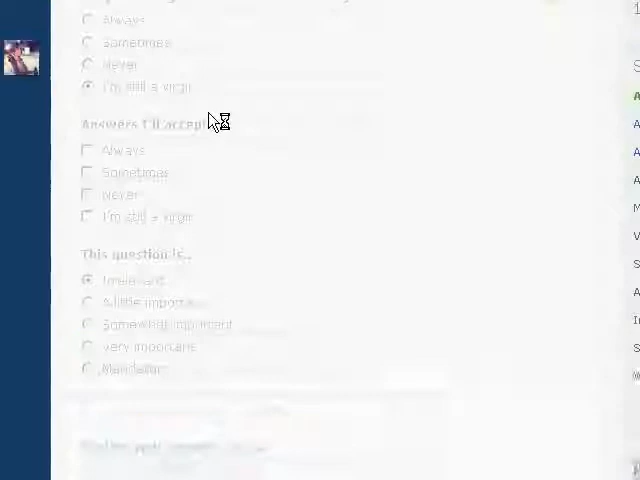 Always
Sometimes
Never
I'm still a virgin
Answers I'll accept
Always
Sometimes
Never
I'm still a virgin
This question is...
Irrelevant
A little important
Somewhat important
Very important
Mandatory